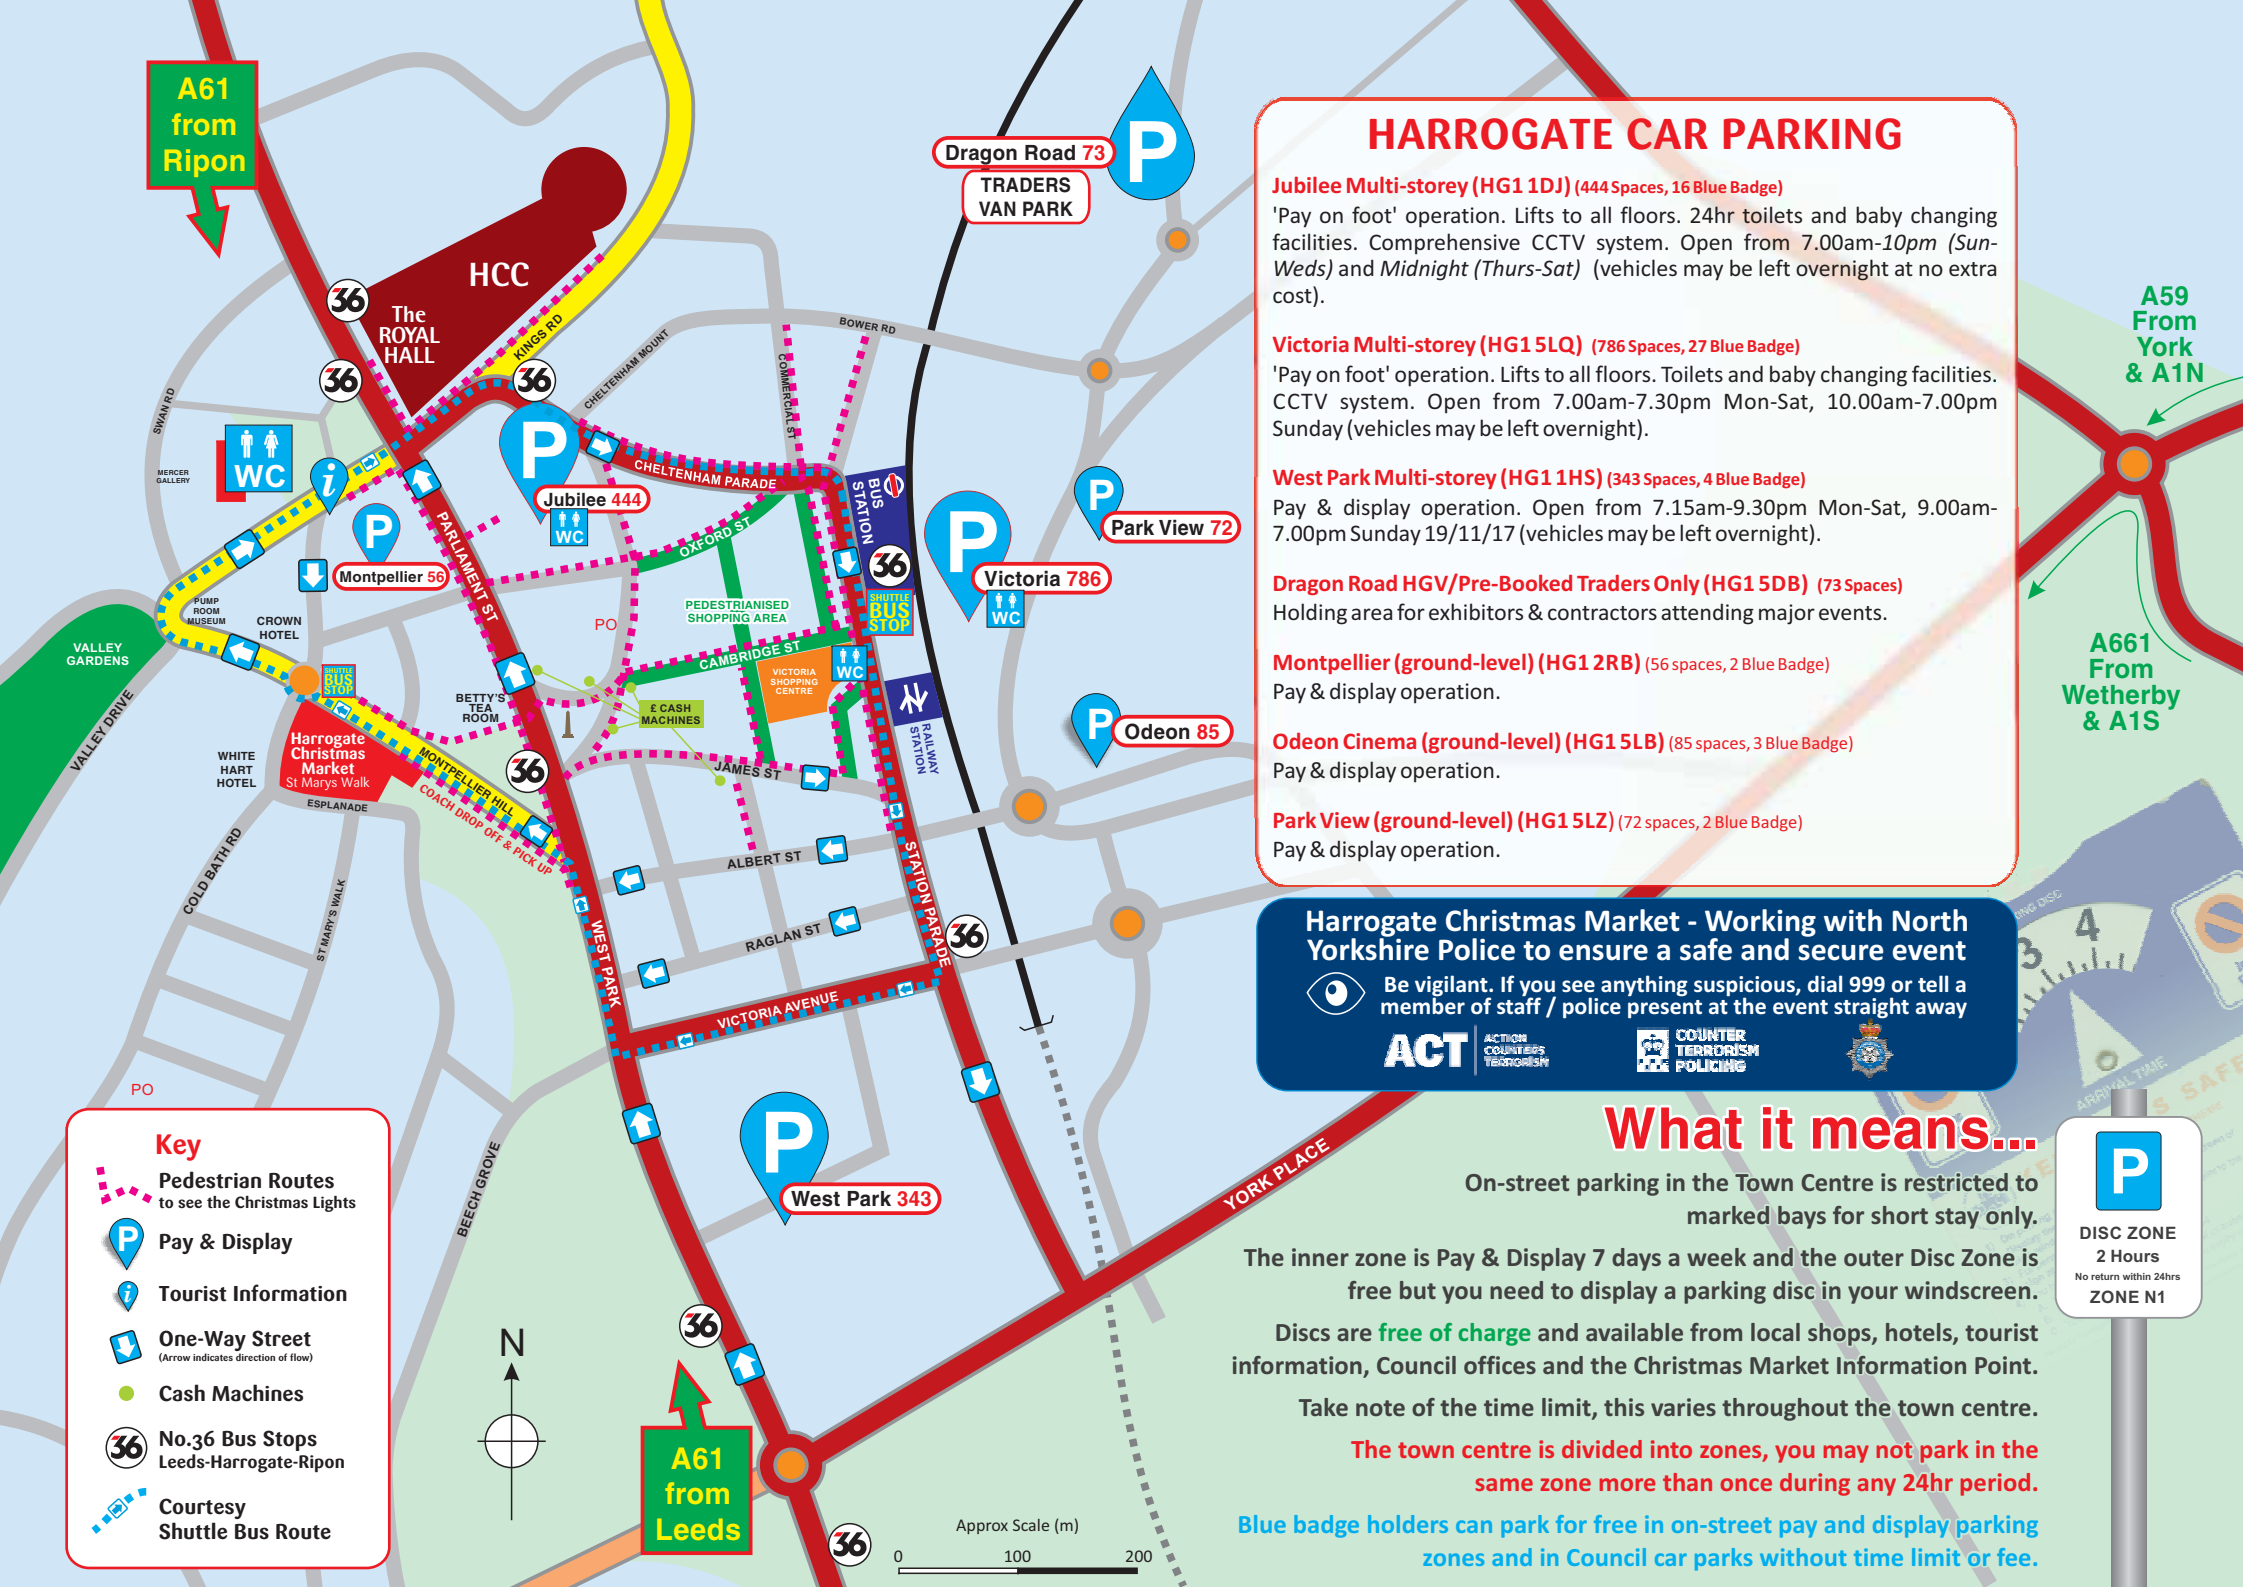 A61
from
Ripon
HCC
The
ROYAL
HALL
36
36
36
KINGS RD
CHELTENHAM MOUNT
COMMERCIAL ST
BOWER RD
SWAN RD
MERCER
GALLERY
WC
i
P
Montpellier 56
P
Jubilee 444
WC
CHELTENHAM PARADE
OXFORD ST
PARLIAMENT ST
BUS
STATION
36
SHUTTLE
BUS
STOP
P
Dragon Road 73
TRADERS
VAN PARK
P
Park View 72
P
Victoria 786
WC
P
Odeon 85
PUMP
ROOM
MUSEUM
CROWN
HOTEL
VALLEY
GARDENS
VALLEY DRIVE
SHUTTLE
BUS
STOP
PO
PEDESTRIANISED
SHOPPING AREA
CAMBRIDGE ST
VICTORIA
SHOPPING
CENTRE
WC
RAILWAY
STATION
BETTY'S
TEA
ROOM
£ CASH
MACHINES
WHITE
HART
HOTEL
Harrogate
Christmas
Market
St Marys Walk
ESPLANADE
MONTPELLIER HILL
COACH DROP OFF & PICK UP
36
JAMES ST
ALBERT ST
RAGLAN ST
STATION PARADE
36
COLD BATH RD
ST MARY'S WALK
WEST PARK
VICTORIA AVENUE
PO
BEECH GROVE
P
West Park 343
YORK PLACE
36
A61
from
Leeds
36
N
Approx Scale (m)
0 100 200
Key
Pedestrian Routes
to see the Christmas Lights
P
Pay & Display
i
Tourist Information
One-Way Street
(Arrow indicates direction of flow)
Cash Machines
36
No.36 Bus Stops
Leeds-Harrogate-Ripon
Courtesy
Shuttle Bus Route
HARROGATE CAR PARKING
Jubilee Multi-storey (HG1 1DJ) (444 Spaces, 16 Blue Badge)
'Pay on foot' operation. Lifts to all floors. 24hr toilets and baby changing
facilities. Comprehensive CCTV system. Open from 7.00am-10pm (Sun-
Weds) and Midnight (Thurs-Sat) (vehicles may be left overnight at no extra
cost).
Victoria Multi-storey (HG1 5LQ) (786 Spaces, 27 Blue Badge)
'Pay on foot' operation. Lifts to all floors. Toilets and baby changing facilities.
CCTV system. Open from 7.00am-7.30pm Mon-Sat, 10.00am-7.00pm
Sunday (vehicles may be left overnight).
West Park Multi-storey (HG1 1HS) (343 Spaces, 4 Blue Badge)
Pay & display operation. Open from 7.15am-9.30pm Mon-Sat, 9.00am-
7.00pm Sunday 19/11/17 (vehicles may be left overnight).
Dragon Road HGV/Pre-Booked Traders Only (HG1 5DB) (73 Spaces)
Holding area for exhibitors & contractors attending major events.
Montpellier (ground-level) (HG1 2RB) (56 spaces, 2 Blue Badge)
Pay & display operation.
Odeon Cinema (ground-level) (HG1 5LB) (85 spaces, 3 Blue Badge)
Pay & display operation.
Park View (ground-level) (HG1 5LZ) (72 spaces, 2 Blue Badge)
Pay & display operation.
A59
From
York
& A1N
A661
From
Wetherby
& A1S
Harrogate Christmas Market - Working with North
Yorkshire Police to ensure a safe and secure event
Be vigilant. If you see anything suspicious, dial 999 or tell a
member of staff / police present at the event straight away
ACT ACTION
COUNTERS
TERRORISM
COUNTER
TERRORISM
POLICING
3 4
ARRIVAL TIME
What it means...
On-street parking in the Town Centre is restricted to
marked bays for short stay only.
The inner zone is Pay & Display 7 days a week and the outer Disc Zone is
free but you need to display a parking disc in your windscreen.
Discs are free of charge and available from local shops, hotels, tourist
information, Council offices and the Christmas Market Information Point.
Take note of the time limit, this varies throughout the town centre.
The town centre is divided into zones, you may not park in the
same zone more than once during any 24hr period.
Blue badge holders can park for free in on-street pay and display parking
zones and in Council car parks without time limit or fee.
P
DISC ZONE
2 Hours
No return within 24hrs
ZONE N1